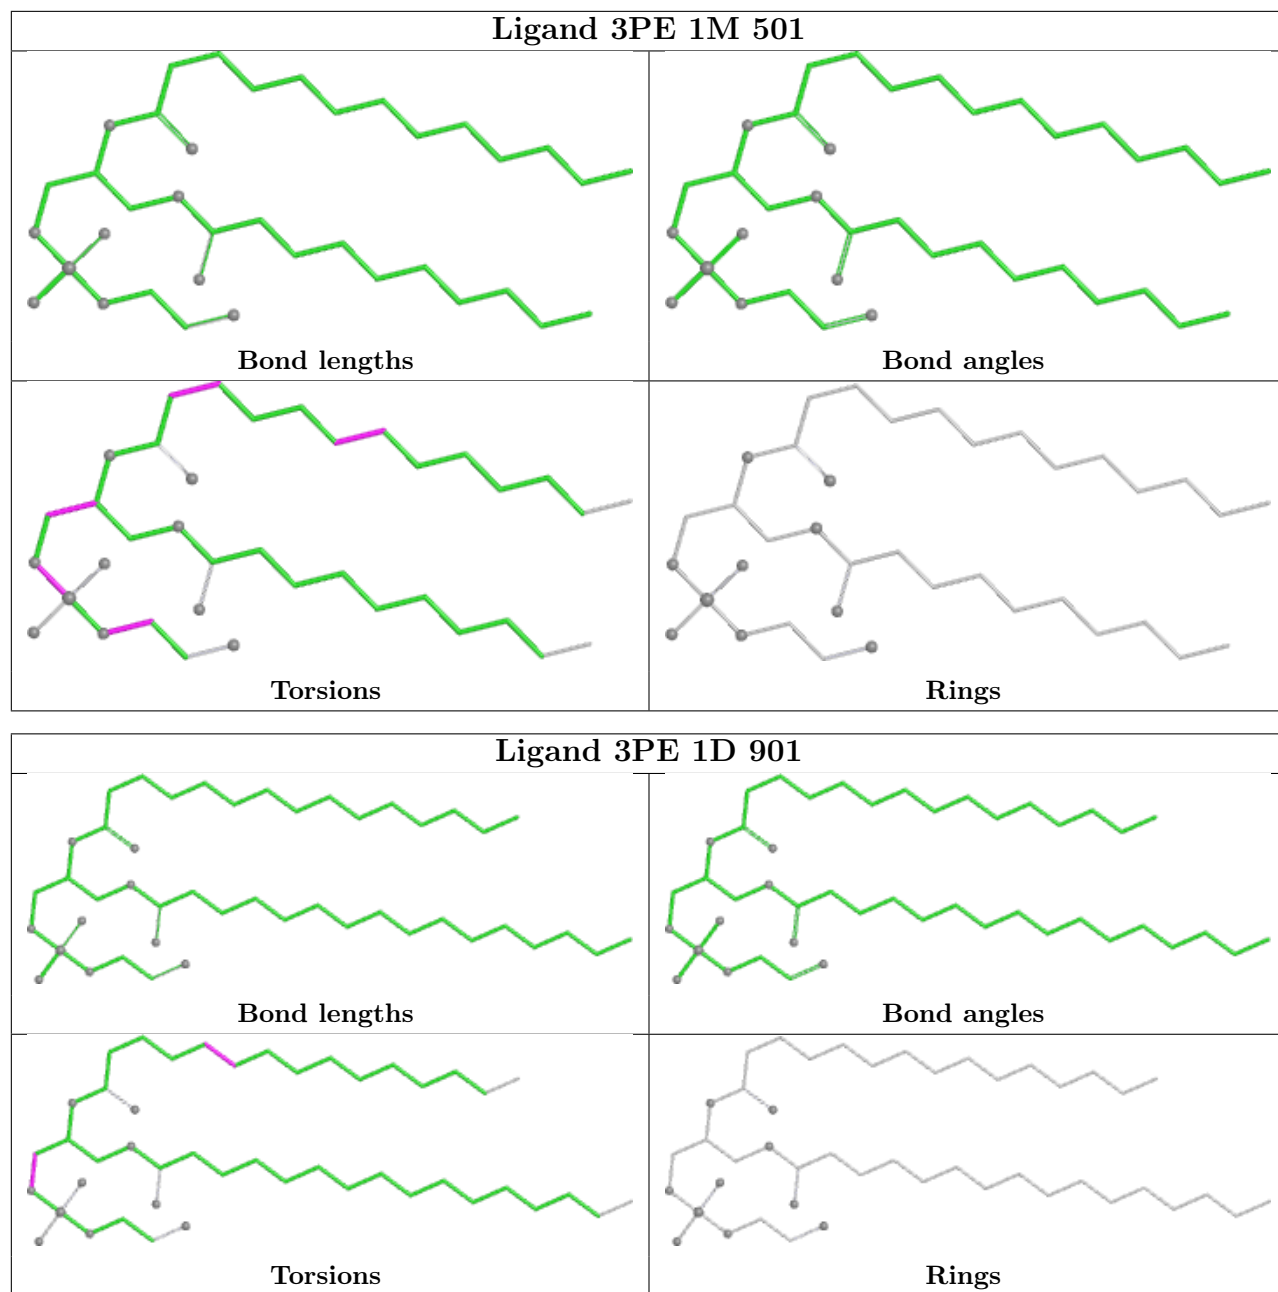 Ligand 3PE 1M 501
Bond lengths
Bond angles
Torsions
Rings
Ligand 3PE 1D 901
Bond lengths
Bond angles
Torsions
Rings